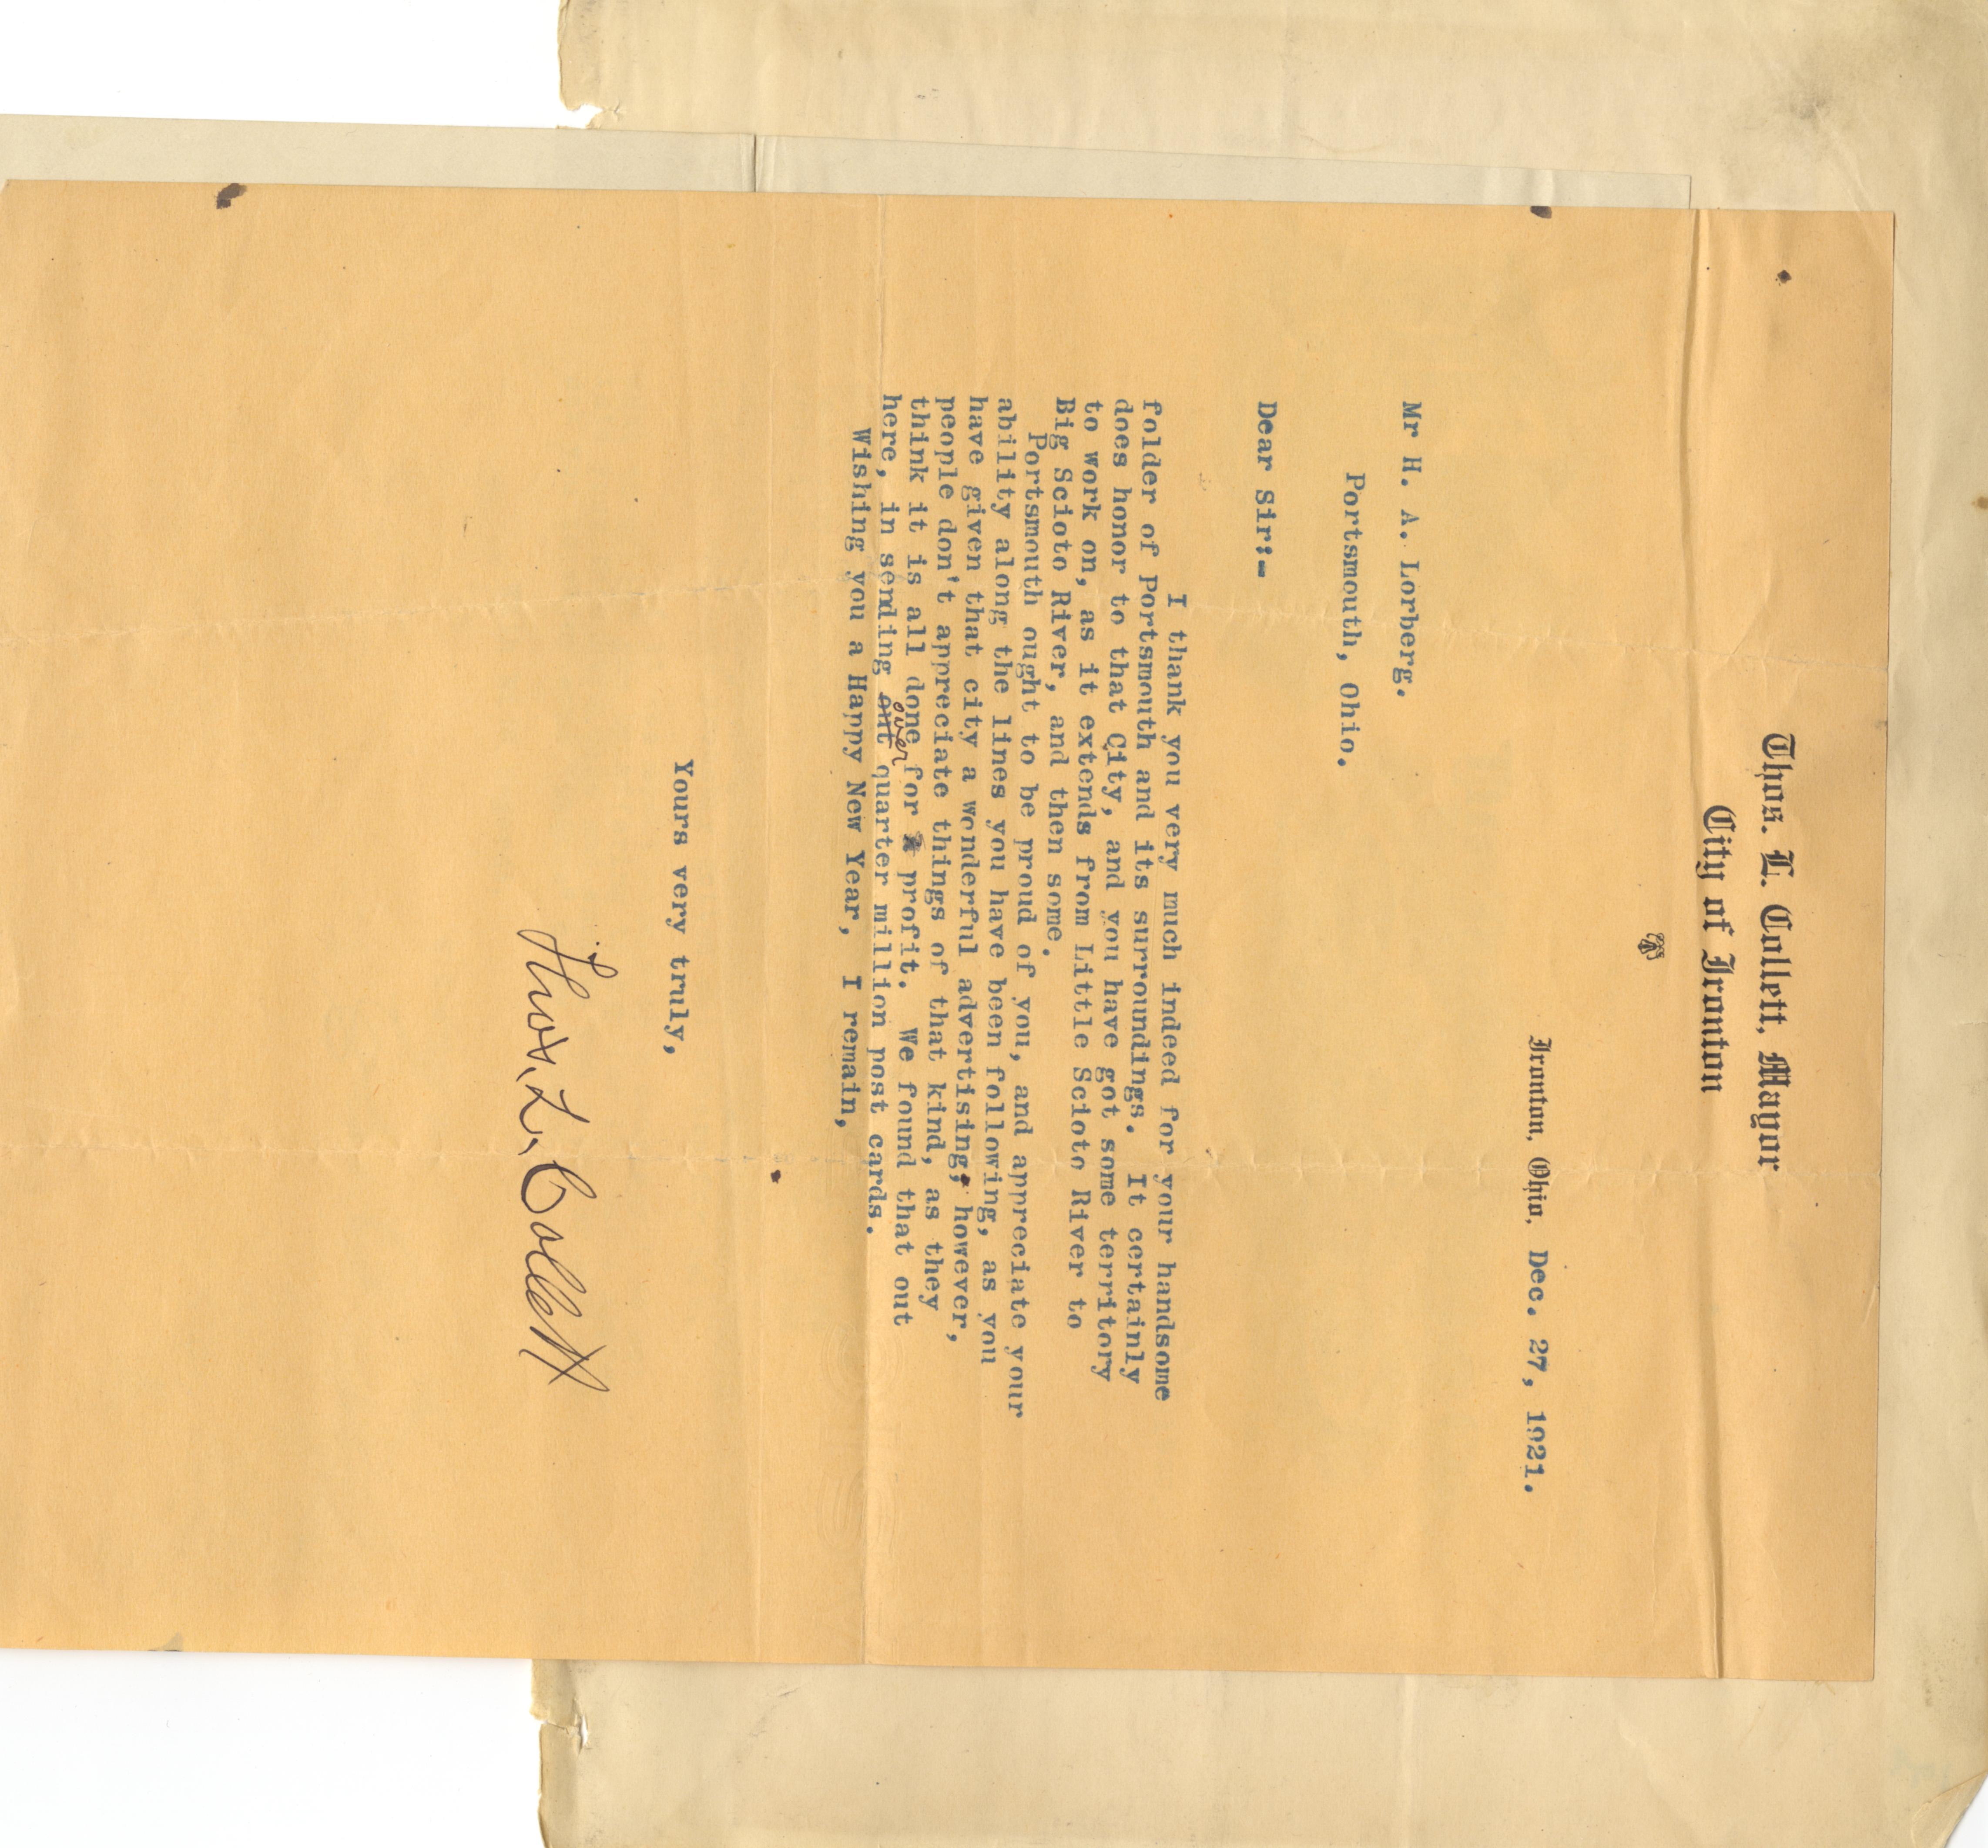 Thos. L. Collett, Mayor
City of Ironton
Ironton, Ohio, Dec. 27, 1921.
Mr H. A. Lorberg.
Portsmouth, Ohio.
Dear Sir:-
I thank you very much indeed for your handsome
folder of Portsmouth and its surroundings. It certainly
does honor to that City, and you have got some territory
to work on, as it extends from Little Scioto River to
Big Scioto River, and then some.
Portsmouth ought to be proud of you, and appreciate your
ability along the lines you have been following, as you
have given that city a wonderful advertising; however,
people don't appreciate things of that kind, as they
think it is all done for a profit. We found that out
over
here, in sending out quarter million post cards.
Wishing you a Happy New Year, I remain,
Yours very truly,
Thos. L. Collett